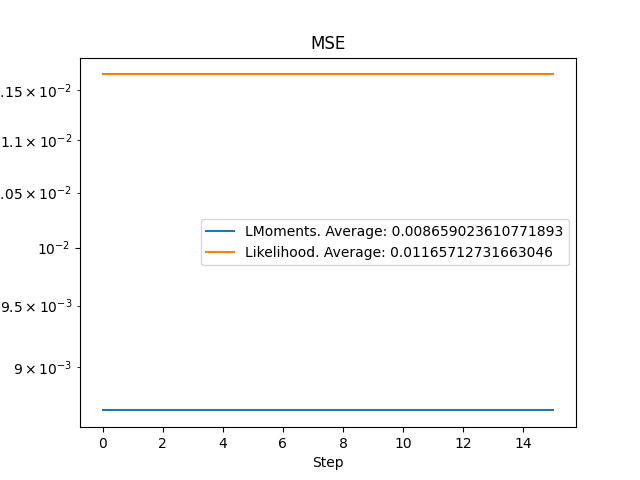 MSE
.15 × 10⁻²
1.1 × 10⁻²
.05 × 10⁻²
10⁻²
9.5 × 10⁻³
9 × 10⁻³
LMoments. Average: 0.008659023610771893
Likelihood. Average: 0.01165712731663046
0 2 4 6 8 10 12 14
Step